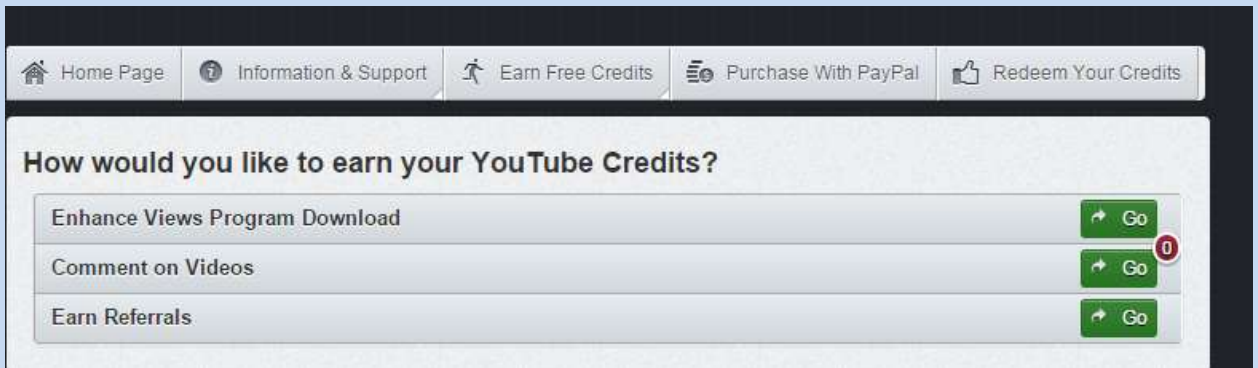 Home Page Information & Support Earn Free Credits Purchase With PayPal Redeem Your Credits
How would you like to earn your YouTube Credits?
Enhance Views Program Download Go
0
Comment on Videos Go
Earn Referrals Go